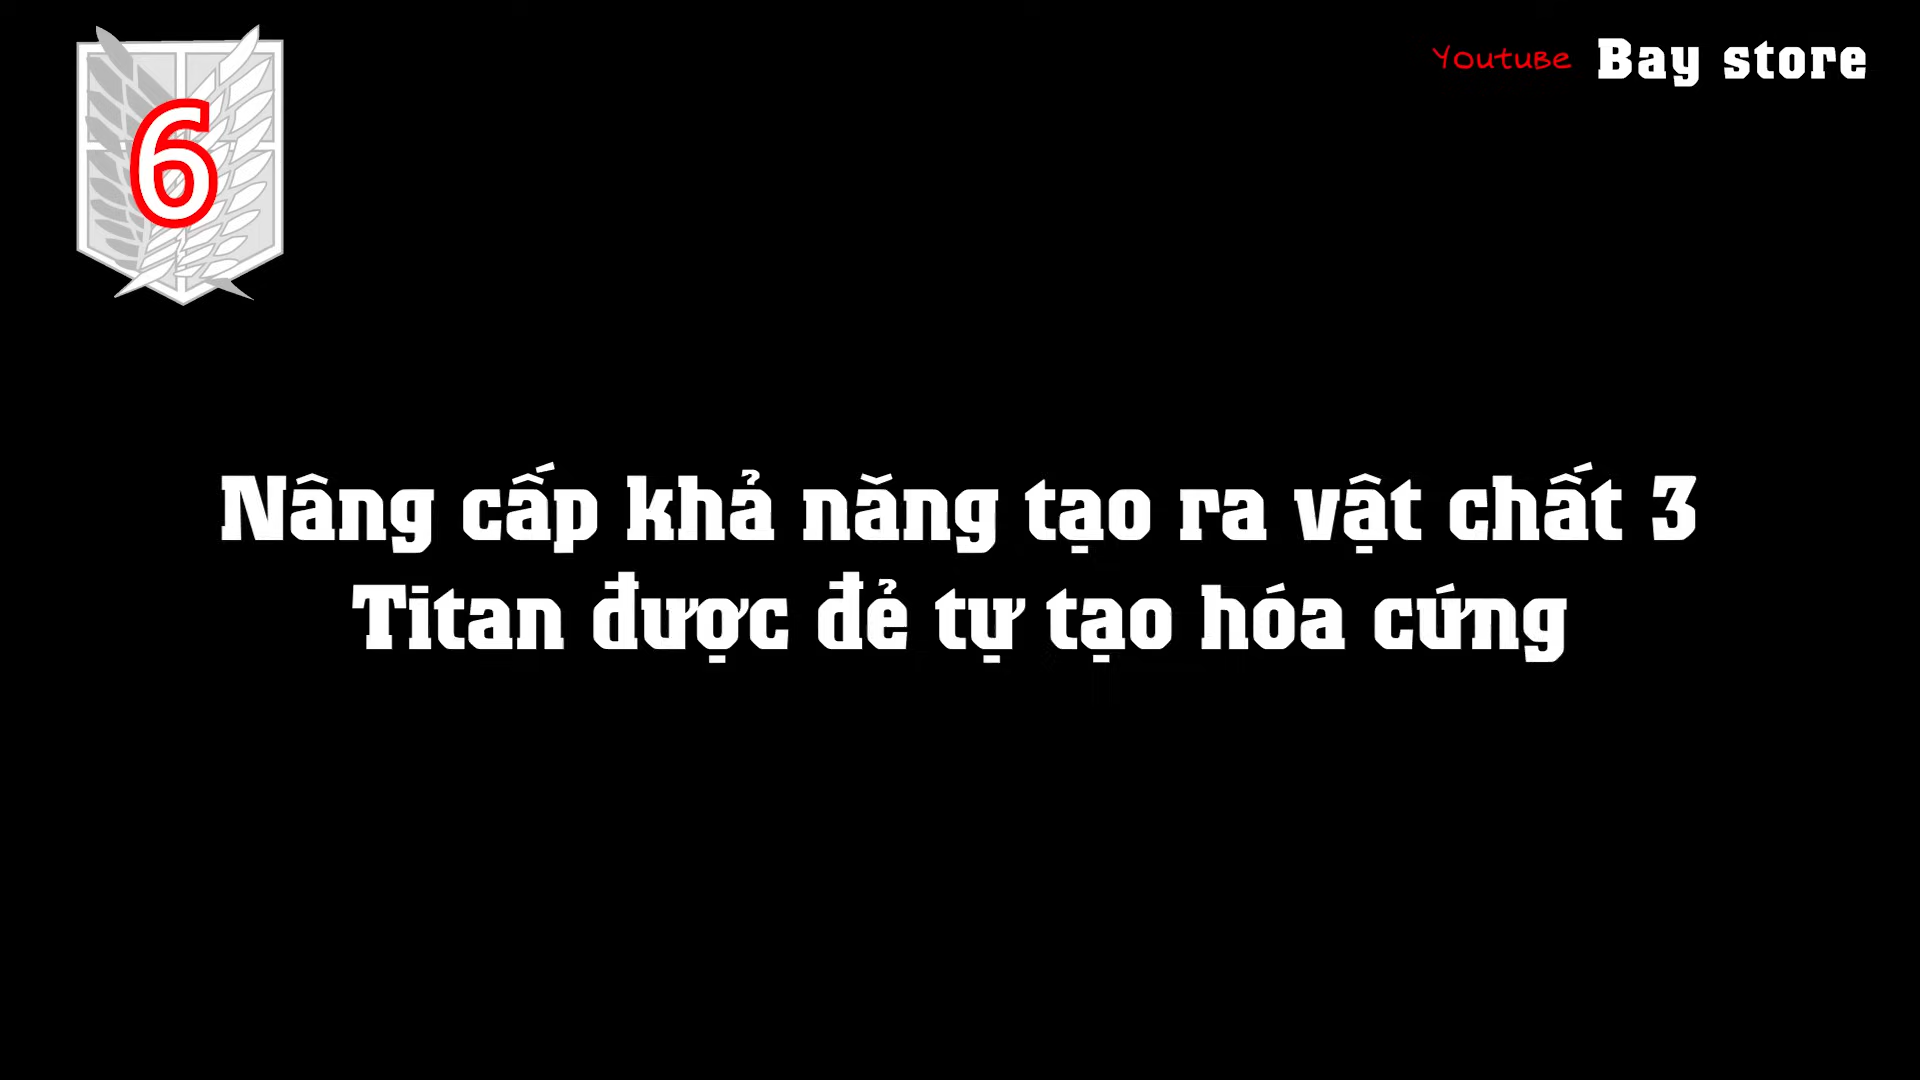 6
Youtube Bay store
Nâng cấp khả năng tạo ra vật chất 3
Titan được đẻ tự tạo hóa cứng